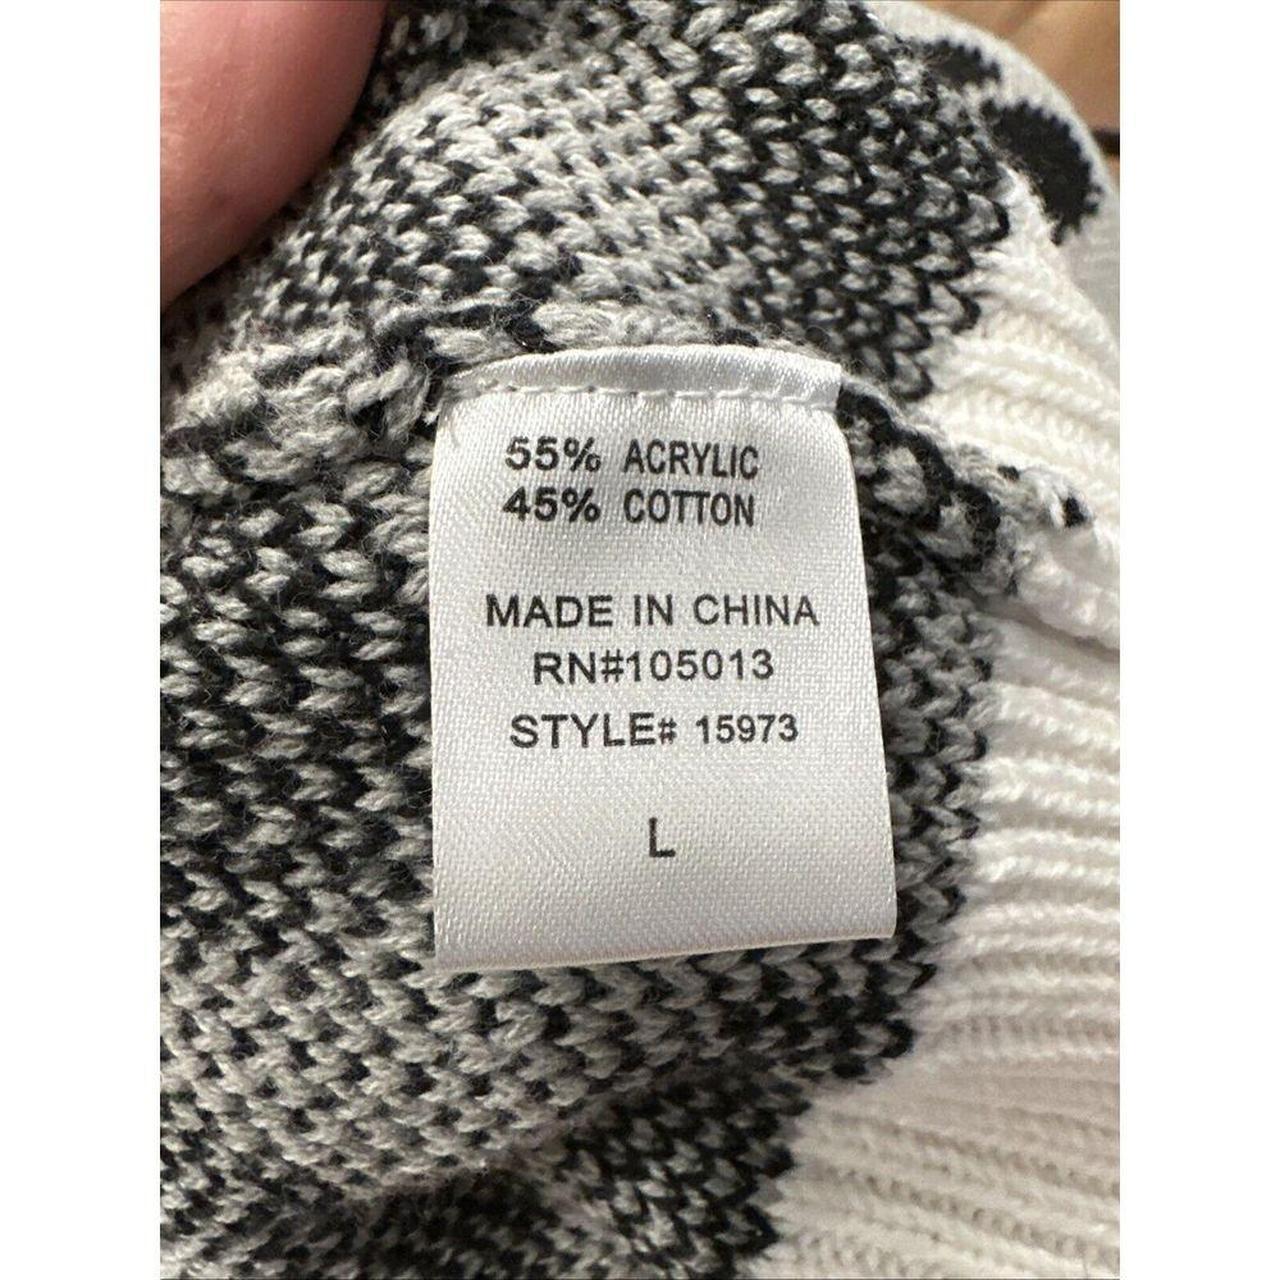 55% ACRYLIC
45% COTTON
MADE IN CHINA
RN#105013
STYLE# 15973
L